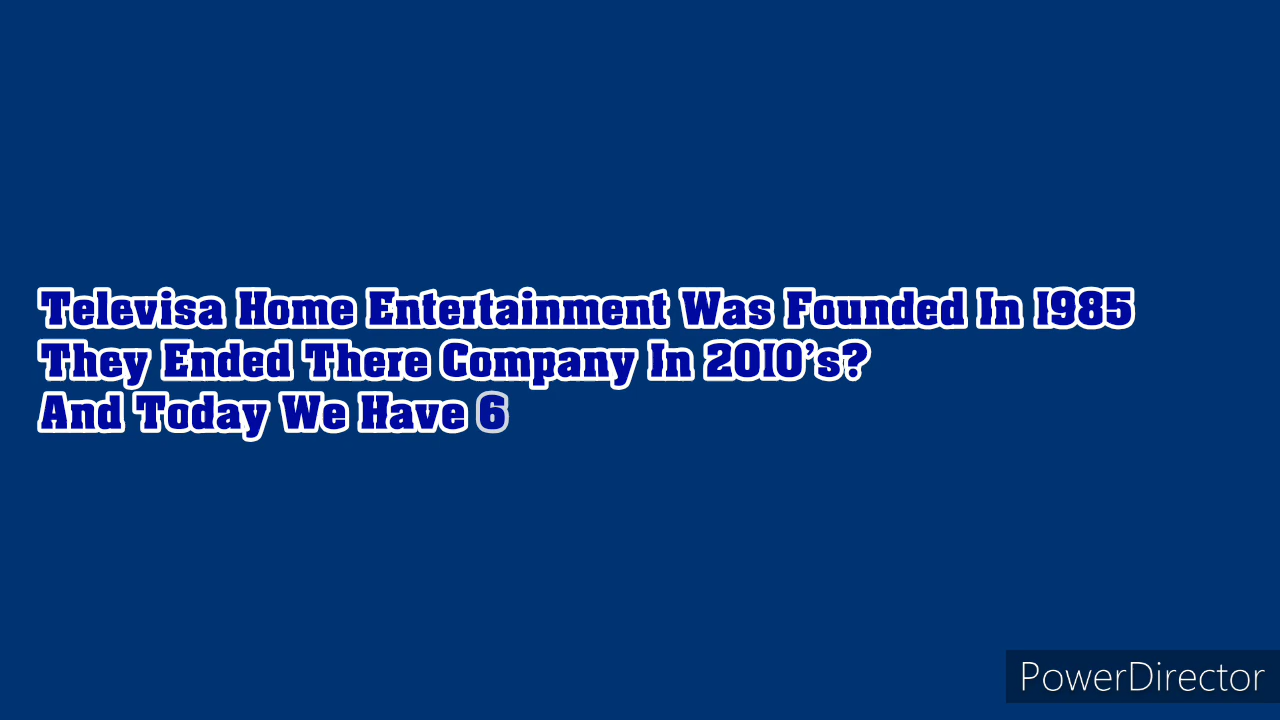 Televisa Home Entertainment Was Founded In 1985
They Ended There Company In 2010's?
And Today We Have 6
PowerDirector